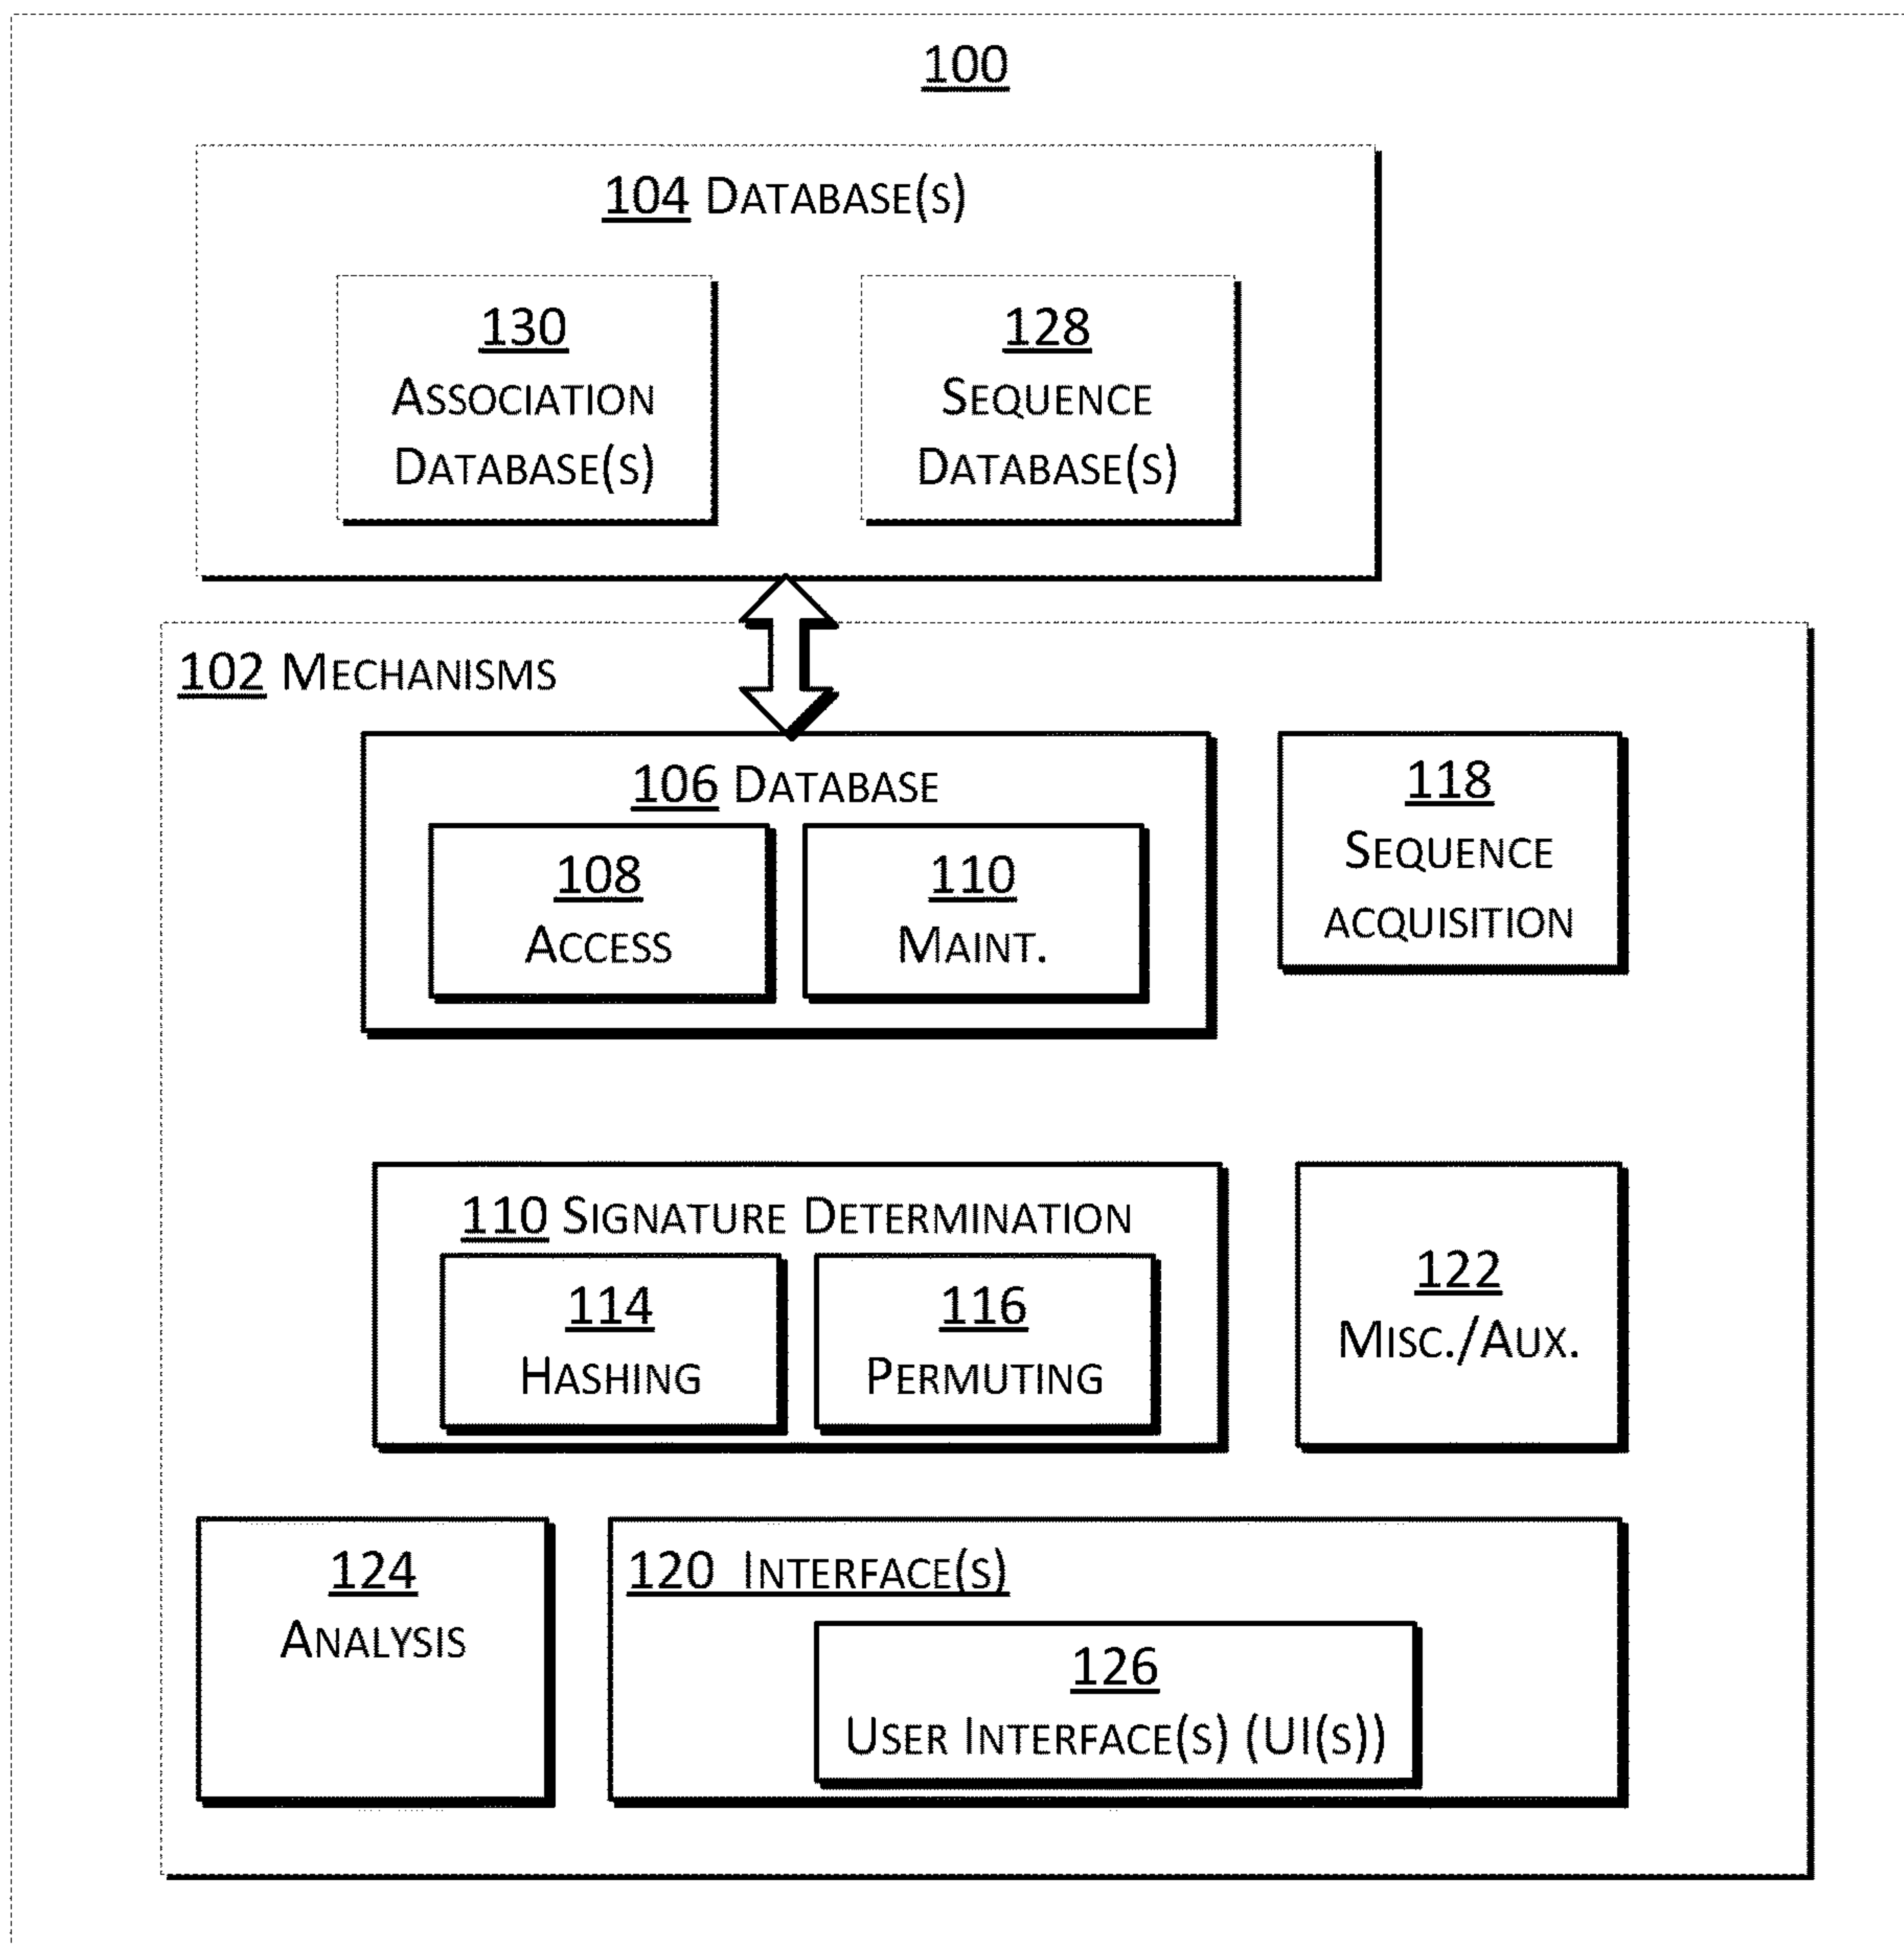 100
104 DATABASE(S)
130
ASSOCIATION
DATABASE(S)
128
SEQUENCE
DATABASE(S)
102 MECHANISMS
106 DATABASE
108
ACCESS
110
MAINT.
118
SEQUENCE
ACQUISITION
110 SIGNATURE DETERMINATION
114
HASHING
116
PERMUTING
122
MISC./AUX.
124
ANALYSIS
120 INTERFACE(S)
126
USER INTERFACE(S) (UI(S))